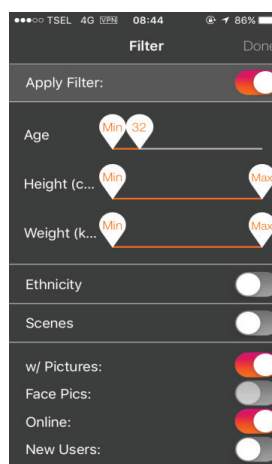 TSEL 4G VPN 08:44 86%
Filter Done
Apply Filter:
Age Min 32
Height (c... Min Max
Weight (k... Min Max
Ethnicity
Scenes
w/ Pictures:
Face Pics:
Online:
New Users: